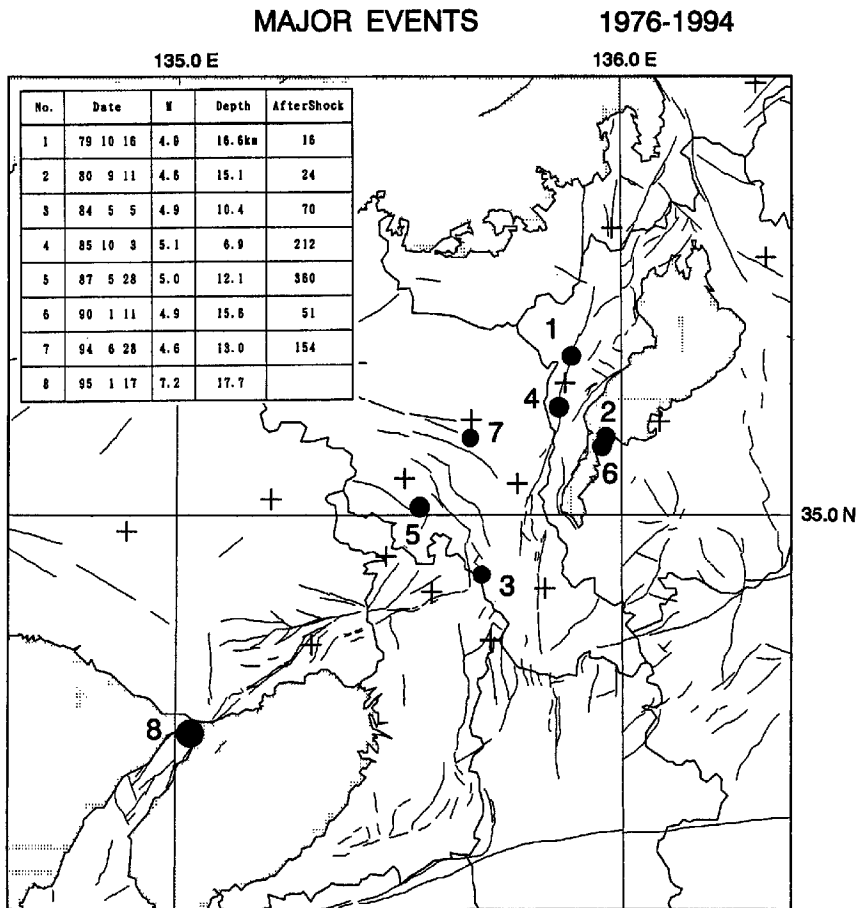 MAJOR EVENTS 1976-1994
135.0 E 136.0 E
No. Date M Depth AfterShock
1 79 10 16 4.9 16.6km 16
2 80 9 11 4.6 15.1 24
3 84 5 5 4.9 10.4 70
4 85 10 3 5.1 6.9 212
5 87 5 28 5.0 12.1 360
6 90 1 11 4.9 15.6 51
7 94 6 28 4.6 13.0 154
8 95 1 17 7.2 17.7
1
4
2
7
6
35.0 N
5
3
8